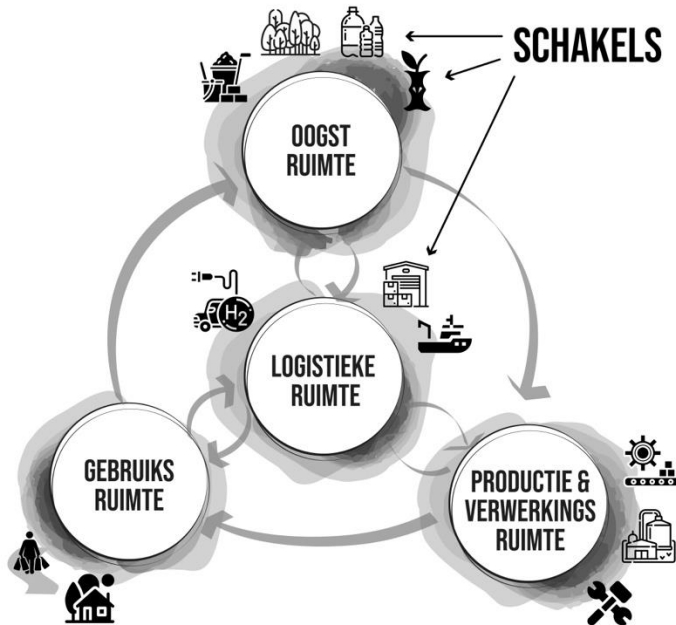 SCHAKELS
OOGST
RUIMTE
H2
LOGISTIEKE
RUIMTE
GEBRUIKS
RUIMTE
PRODUCTIE &
VERWERKINGS
RUIMTE